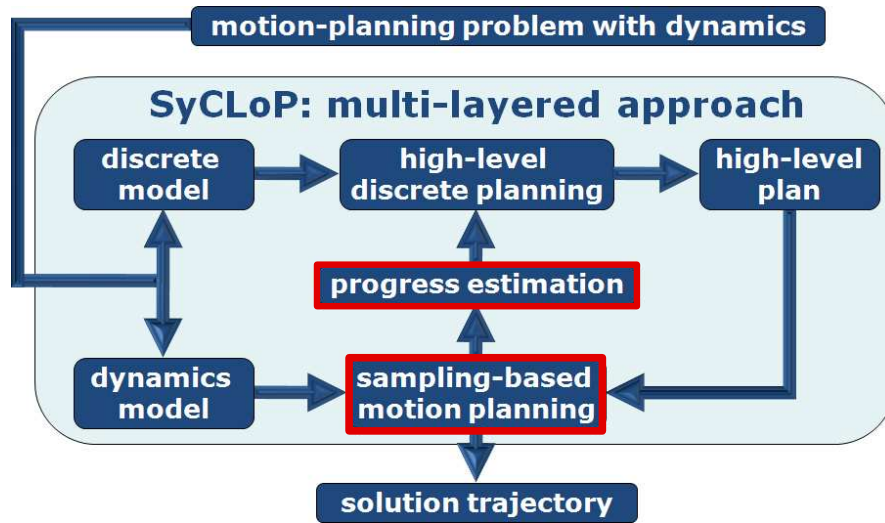 motion-planning problem with dynamics
SyCLoP: multi-layered approach
discrete
model
high-level
discrete planning
high-level
plan
progress estimation
dynamics
model
sampling-based
motion planning
solution trajectory